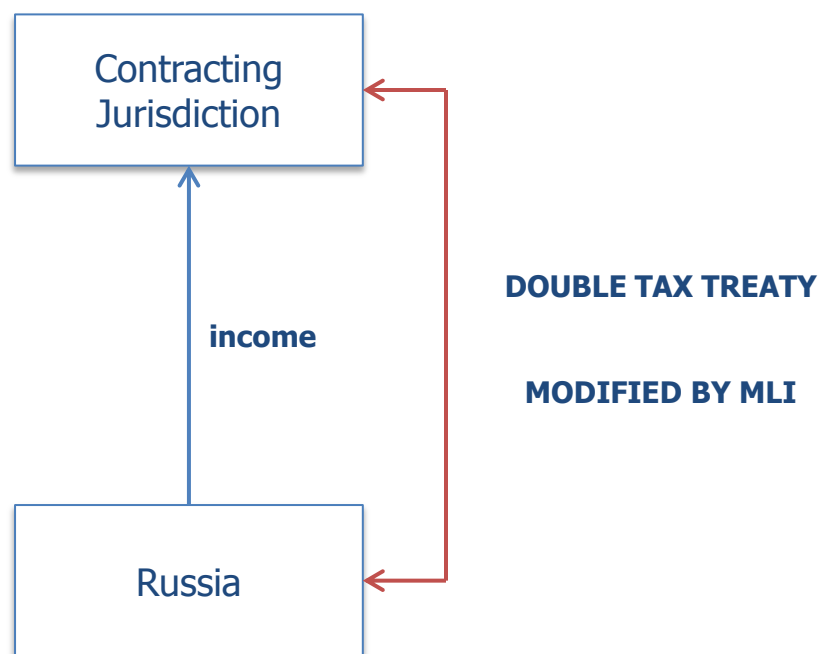 Contracting
Jurisdiction
DOUBLE TAX TREATY
income
MODIFIED BY MLI
Russia